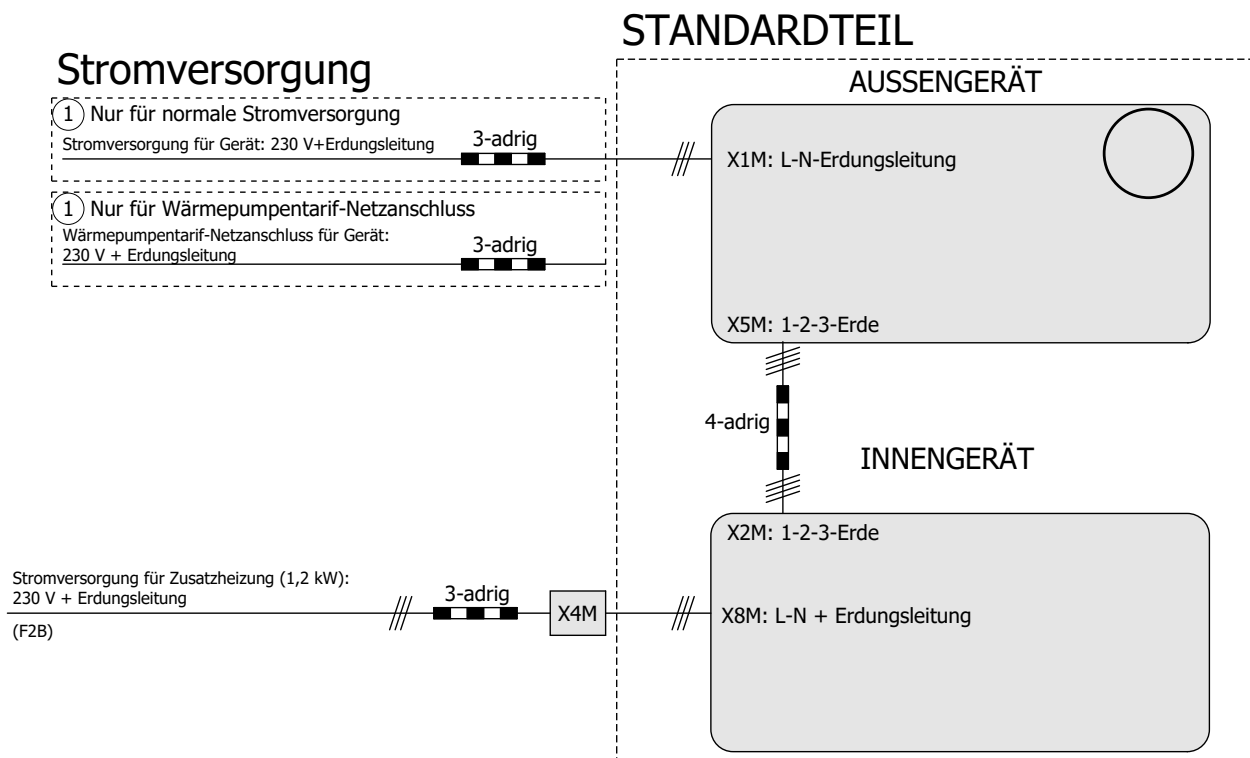 STANDARDTEIL
Stromversorgung
AUSSENGERÄT
1 Nur für normale Stromversorgung
Stromversorgung für Gerät: 230 V+Erdungsleitung
3-adrig
X1M: L-N-Erdungsleitung
1 Nur für Wärmepumpentarif-Netzanschluss
Wärmepumpentarif-Netzanschluss für Gerät:
230 V + Erdungsleitung
3-adrig
X5M: 1-2-3-Erde
4-adrig
INNENGERÄT
X2M: 1-2-3-Erde
Stromversorgung für Zusatzheizung (1,2 kW):
230 V + Erdungsleitung
(F2B)
3-adrig
X4M
X8M: L-N + Erdungsleitung